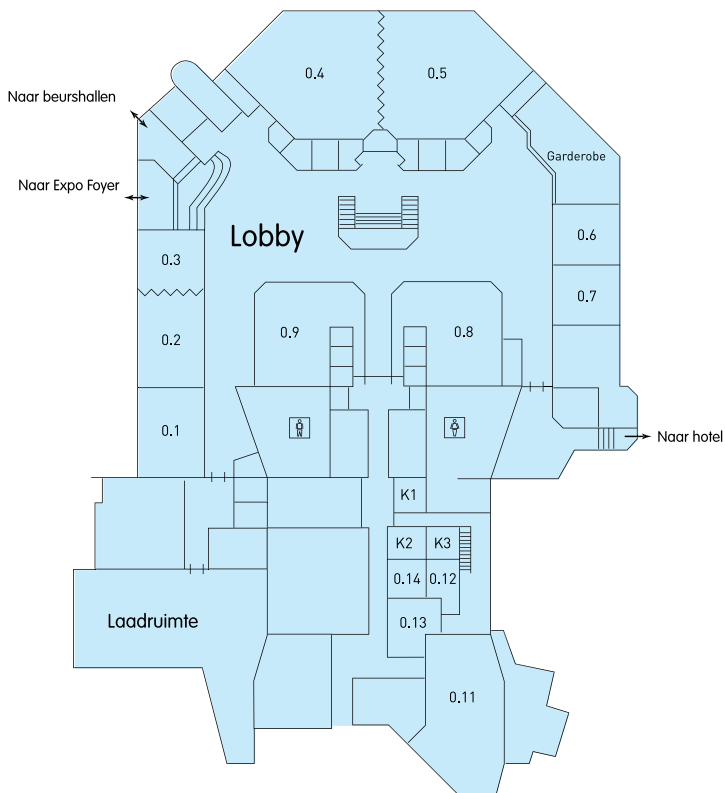 0.4
0.5
Naar beurshallen
Garderobe
Naar Expo Foyer
Lobby
0.6
0.3
0.7
0.9
0.8
0.2
0.1
Naar hotel
K1
K2
K3
0.14
0.12
Laadruimte
0.13
0.11